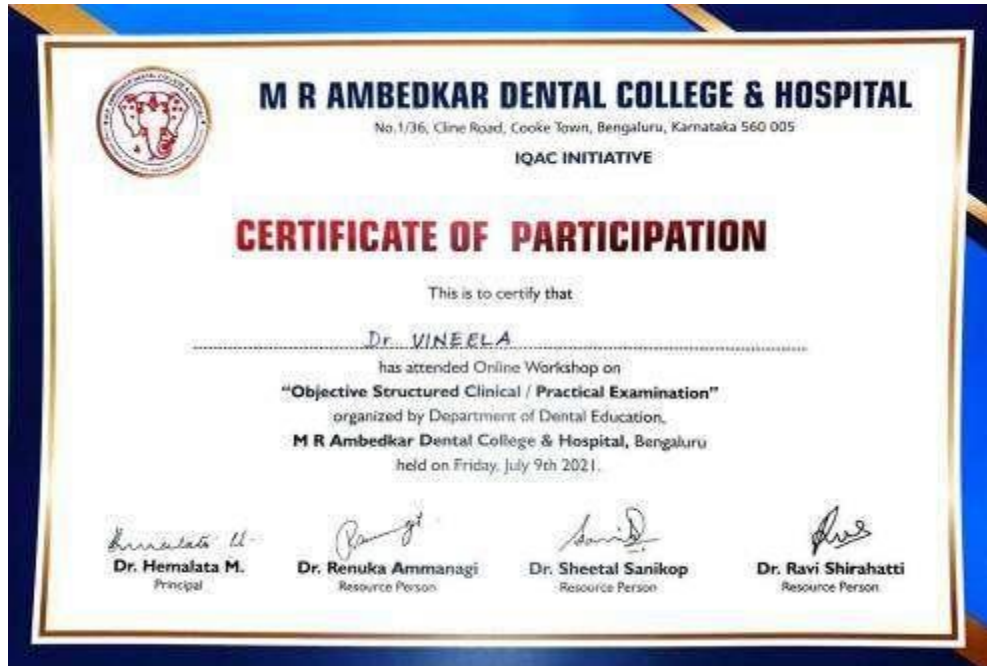 M R AMBEDKAR DENTAL COLLEGE & HOSPITAL
No.1/36, Cline Road, Cooke Town, Bengaluru, Karnataka 560 005
IQAC INITIATIVE
CERTIFICATE OF PARTICIPATION
This is to certify that
Dr. VINEELA
has attended Online Workshop on
"Objective Structured Clinical / Practical Examination"
organized by Department of Dental Education,
M R Ambedkar Dental College & Hospital, Bengaluru
held on Friday, July 9th 2021.
Dr. Hemalata M. Dr. Renuka Ammanagi Dr. Sheetal Sanikop Dr. Ravi Shirahatti
Principal Resource Person Resource Person Resource Person